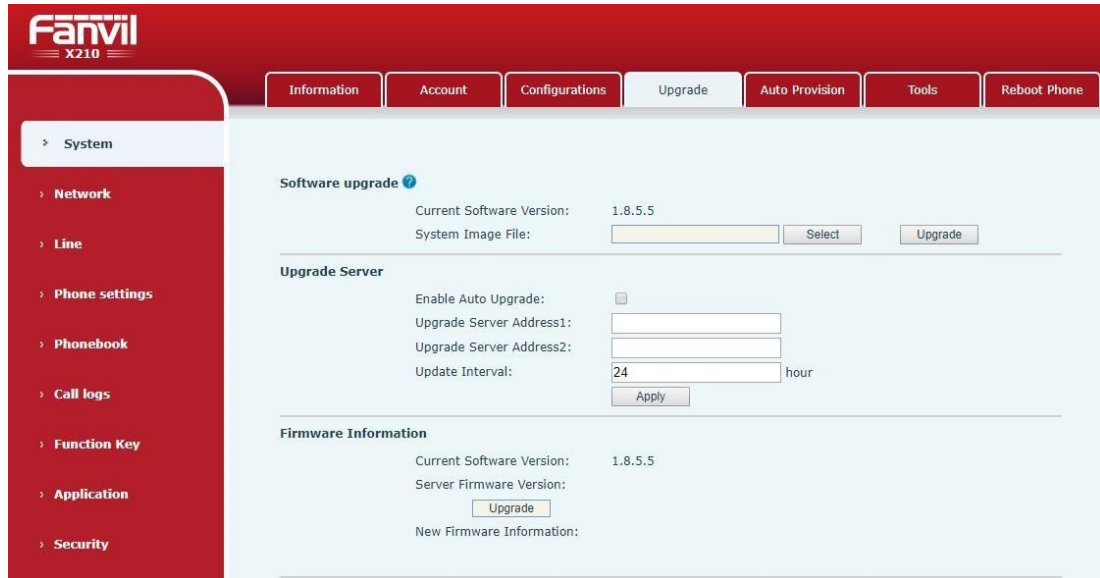 Fanvil
X210
Information Account Configurations Upgrade Auto Provision Tools Reboot Phone
› System
› Network
› Line
› Phone settings
› Phonebook
› Call logs
› Function Key
› Application
› Security
Software upgrade ?
Current Software Version: 1.8.5.5
System Image File: Select Upgrade
Upgrade Server
Enable Auto Upgrade:
Upgrade Server Address1:
Upgrade Server Address2:
Update Interval: 24 hour
Apply
Firmware Information
Current Software Version: 1.8.5.5
Server Firmware Version:
Upgrade
New Firmware Information: